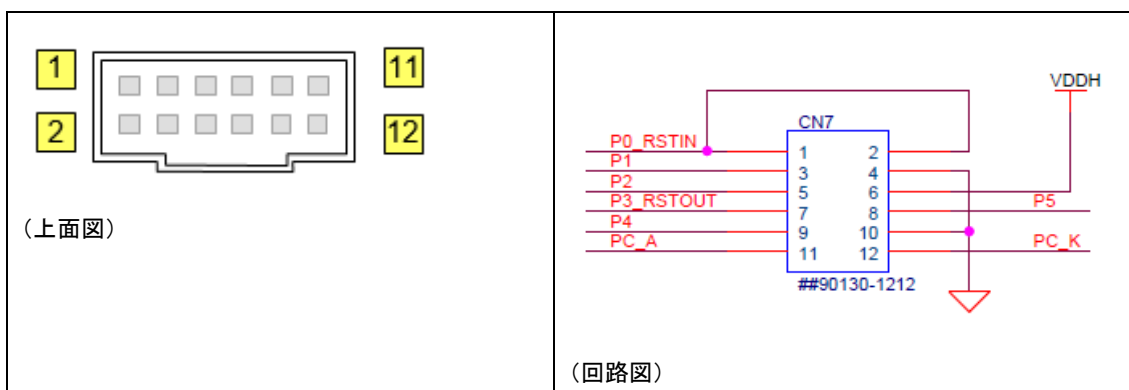 1
11
2
12
(上面図)
VDDH
CN7
P0_RSTIN
1 2
P1
3 4
P2
5 6
P3_RSTOUT
7 8
P5
P4
9 10
PC_A
11 12
PC_K
##90130-1212
(回路図)